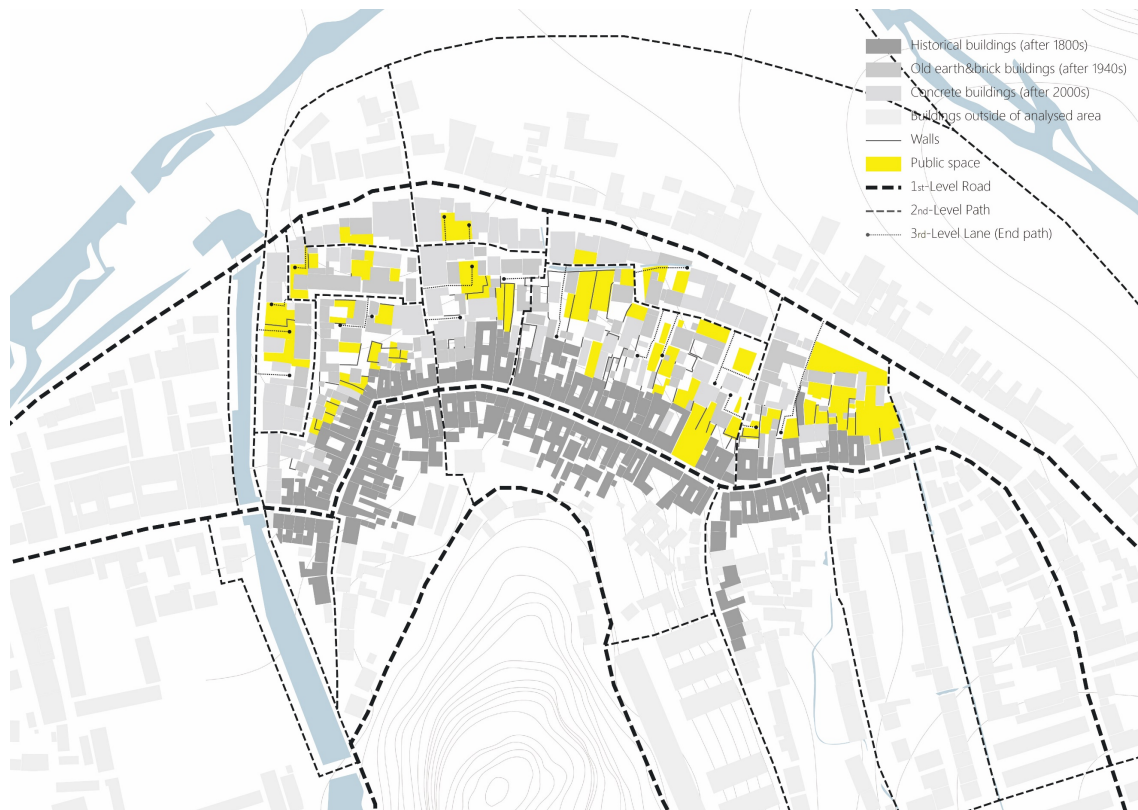 Historical buildings (after 1800s)
Old earth&brick buildings (after 1940s)
Concrete buildings (after 2000s)
Buildings outside of analysed area
Walls
Public space
1st-Level Road
2nd-Level Path
3rd-Level Lane (End path)